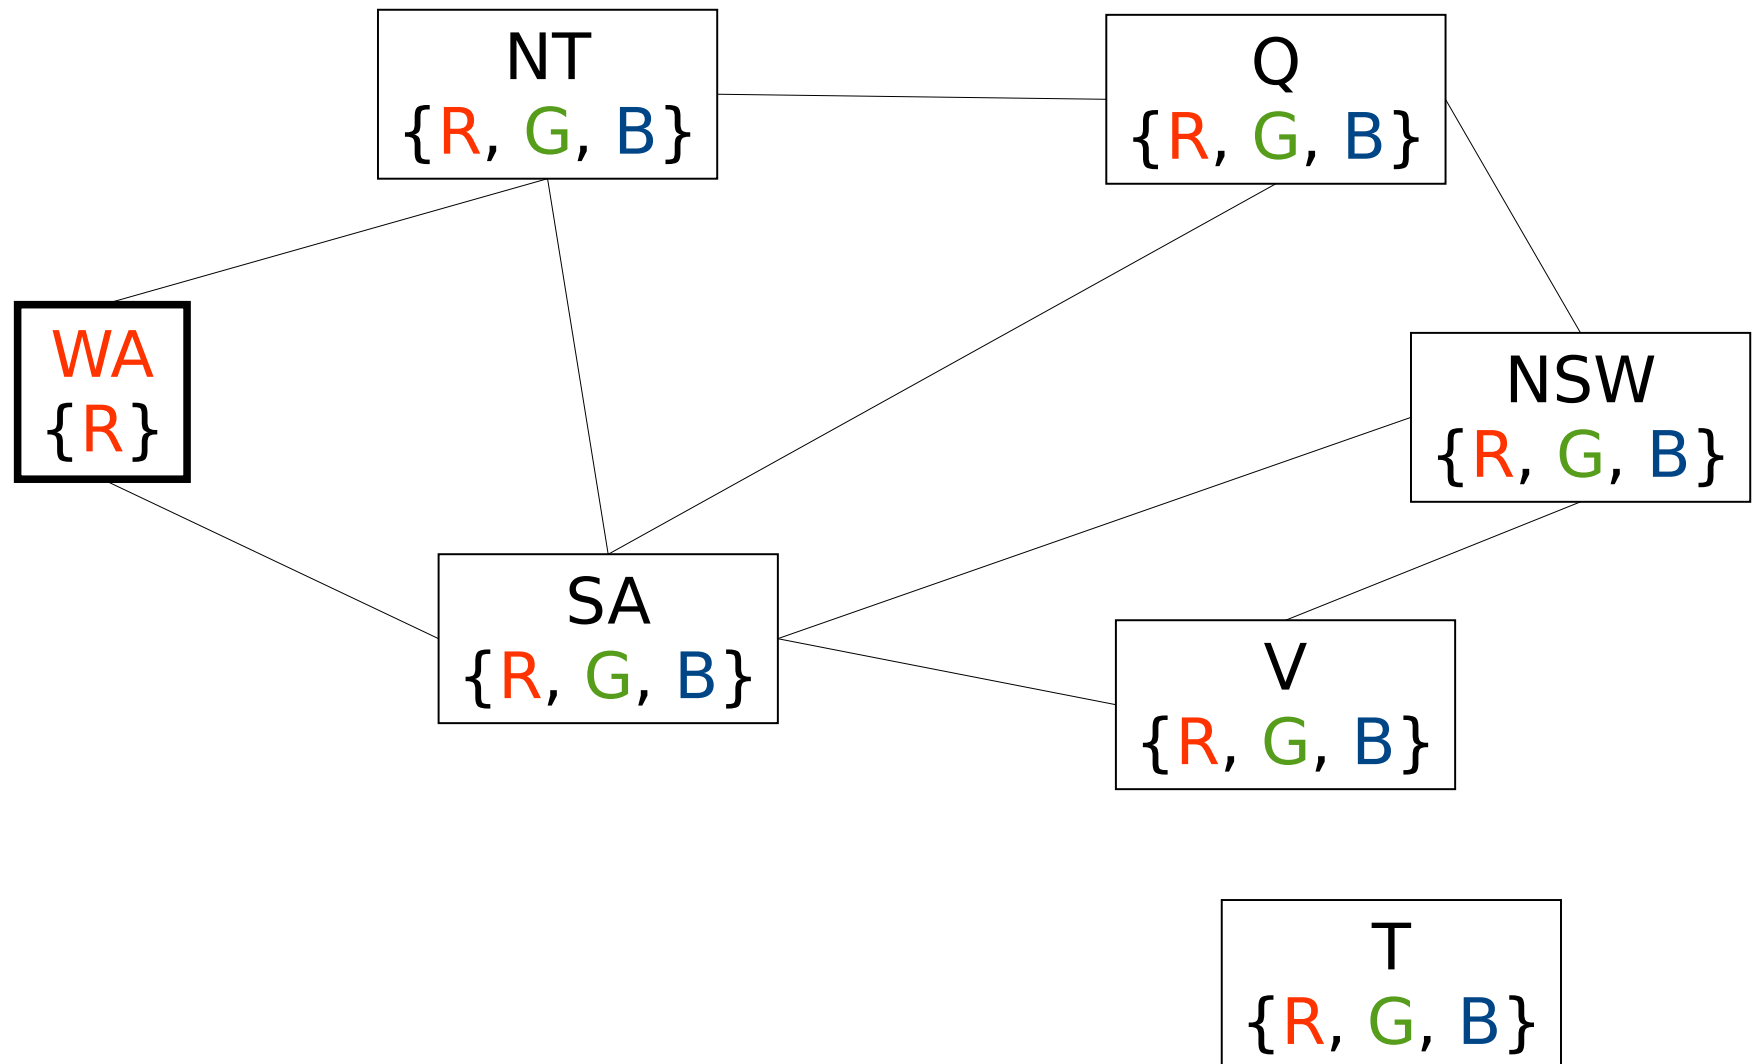 NT
{R, G, B}
Q
{R, G, B}
WA
{R}
NSW
{R, G, B}
SA
{R, G, B}
V
{R, G, B}
T
{R, G, B}